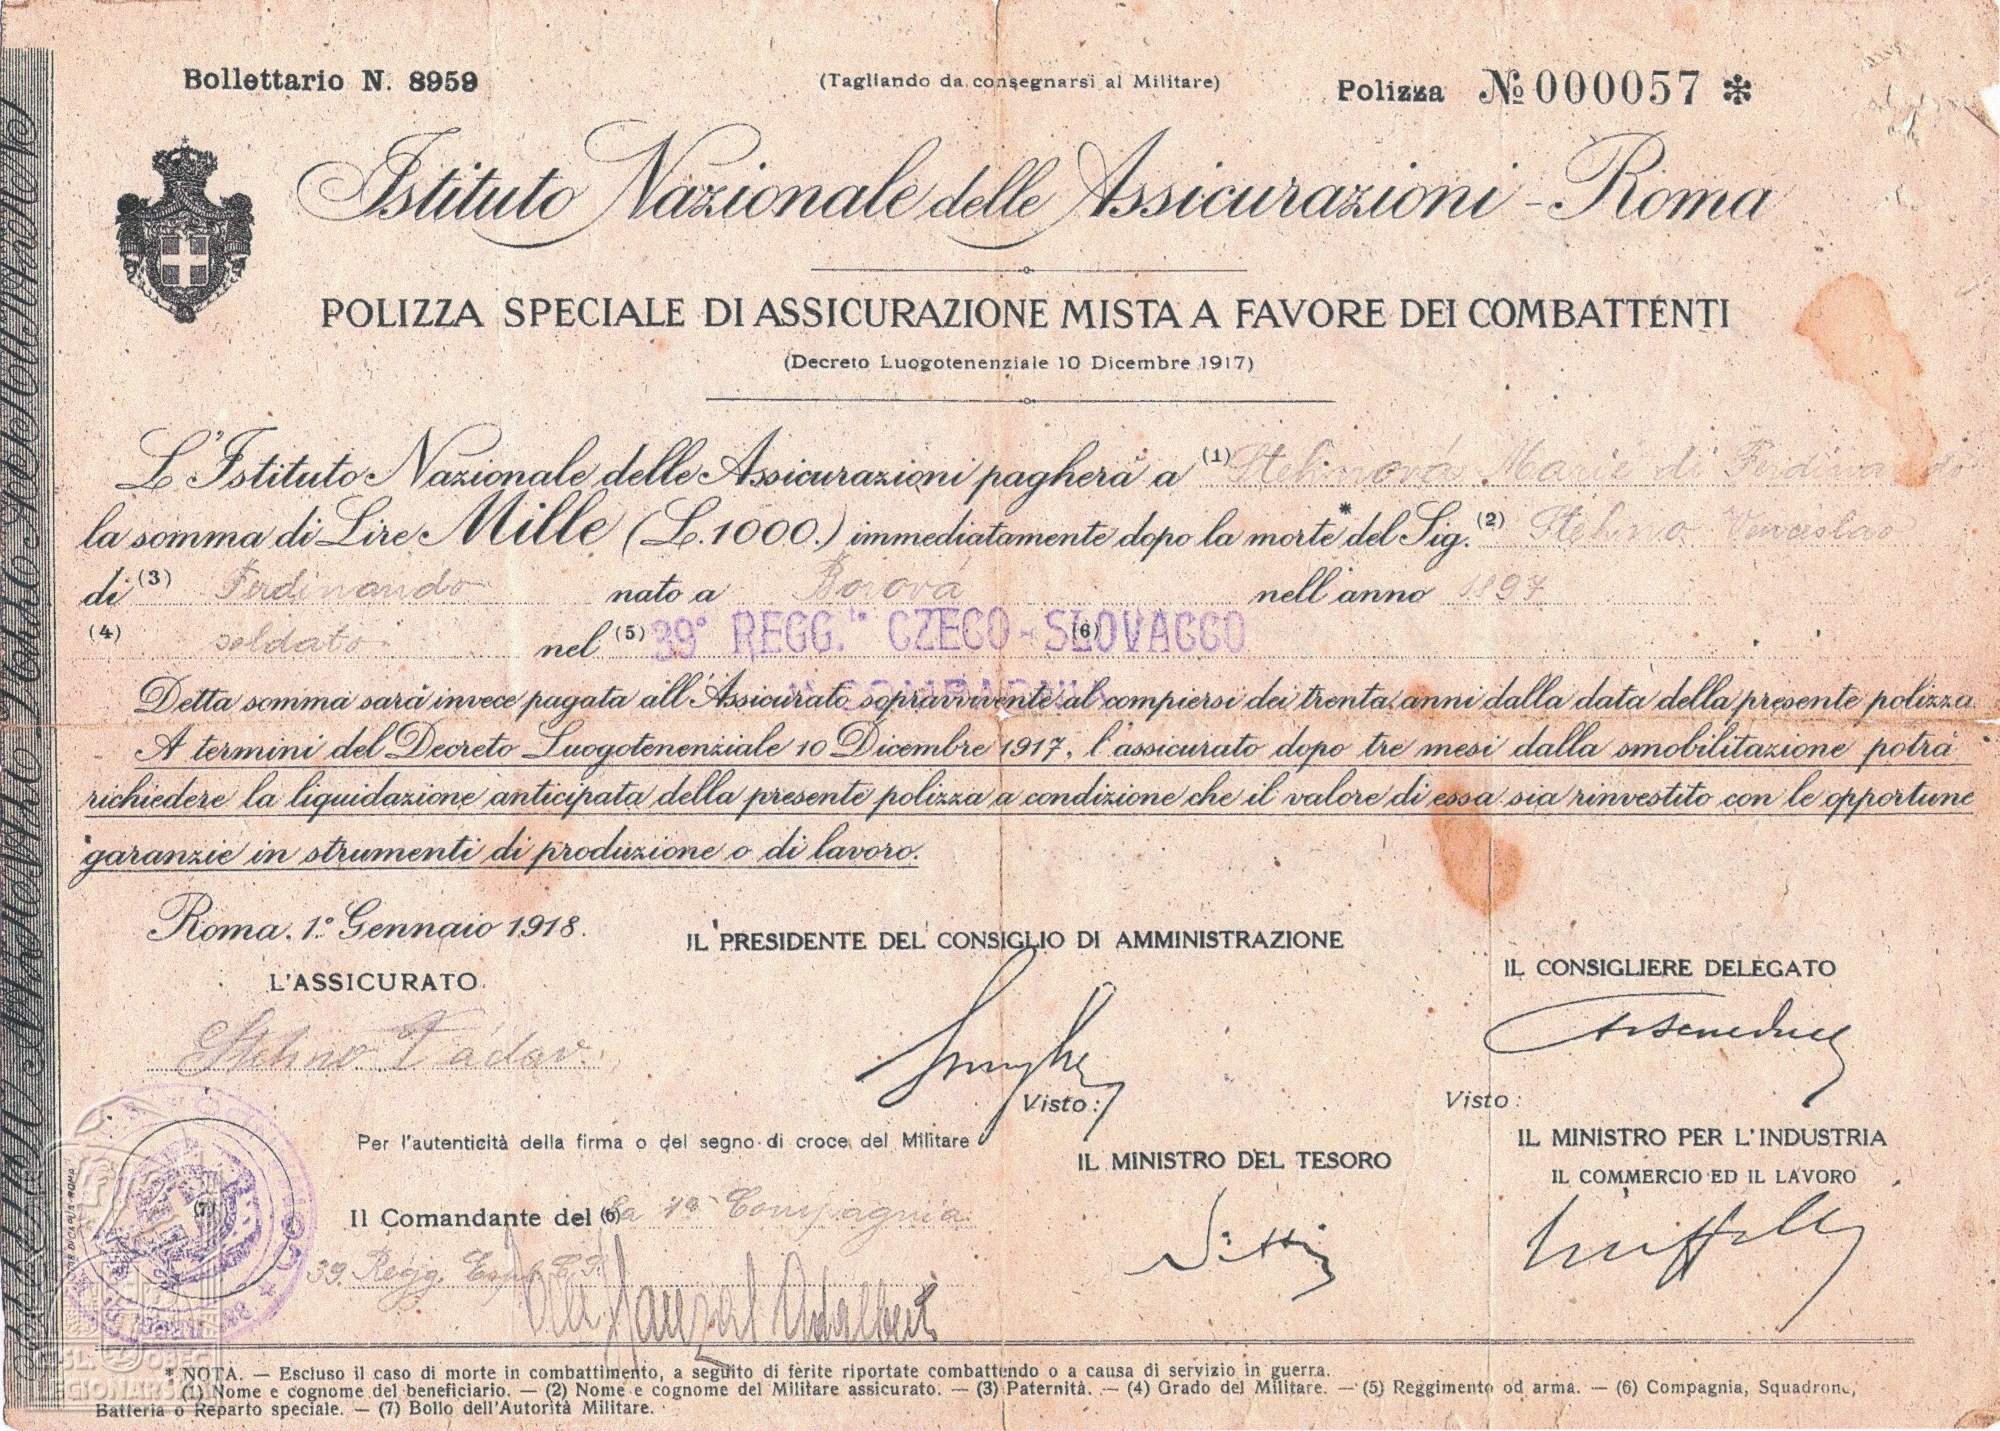 Bollettario N. 8959
(Tagliando da consegnarsi al Militare)
Polizza № 000057 *
Istituto Nazionale delle Assicurazioni - Roma
POLIZZA SPECIALE DI ASSICURAZIONE MISTA A FAVORE DEI COMBATTENTI
(Decreto Luogotenenziale 10 Dicembre 1917)
L'Istituto Nazionale delle Assicurazioni pagherà a (1) Stehnová Marie di Ferdinando
la somma di Lire Mille (L. 1000.) immediatamente dopo la morte* del Sig. (2) Stehno Venceslao
di (3) Ferdinando nato a Borová nell'anno 1897
(4) soldato nel (5) 39° REGG. CZECO-SLOVACCO (6)
COMPAGNIA
Detta somma sarà invece pagata all'Assicurato sopravvivente al compiersi dei trenta anni dalla data della presente polizza.
A termini del Decreto Luogotenenziale 10 Dicembre 1917, l'assicurato dopo tre mesi dalla smobilitazione potrà
richiedere la liquidazione anticipata della presente polizza a condizione che il valore di essa sia rinvestito con le opportune
garanzie in strumenti di produzione o di lavoro.
Roma, 1° Gennaio 1918.
L'ASSICURATO
Stehno
IL PRESIDENTE DEL CONSIGLIO DI AMMINISTRAZIONE
IL CONSIGLIERE DELEGATO
Visto:
Visto:
Per l'autenticità della firma o del segno di croce del Militare
IL MINISTRO DEL TESORO
IL MINISTRO PER L'INDUSTRIA
IL COMMERCIO ED IL LAVORO
Il Comandante del (6) la Compagnia
39. Regg.
Nitti
(7)
* NOTA. — Escluso il caso di morte in combattimento, a seguito di ferite riportate combattendo o a causa di servizio in guerra.
(1) Nome e cognome del beneficiario. — (2) Nome e cognome del Militare assicurato. — (3) Paternità. — (4) Grado del Militare. — (5) Reggimento od arma. — (6) Compagnia, Squadrone,
Batteria o Reparto speciale. — (7) Bollo dell'Autorità Militare.
ČSL. OBEC
LEGIONÁŘSKÁ